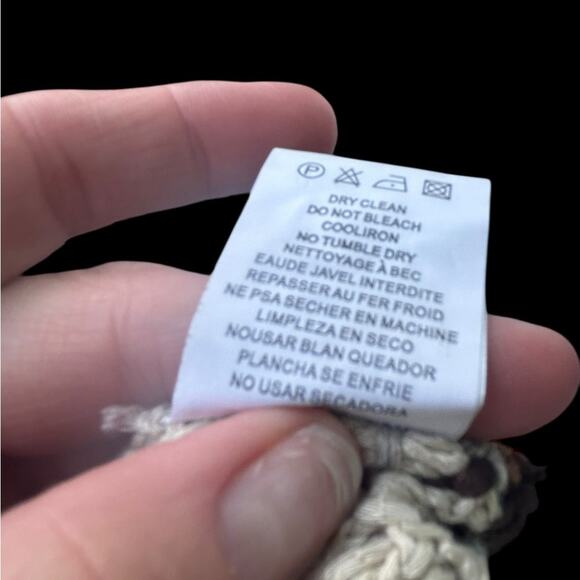 P
DRY CLEAN
DO NOT BLEACH
COOLIRON
NO TUMBLE DRY
NETTOYAGE À BEC
EAUDE JAVEL INTERDITE
REPASSER AU FER FROID
NE PSA SECHER EN MACHINE
LIMPLEZA EN SECO
NOUSAR BLAN QUEADOR
PLANCHA SE ENFRIE
NO USAR SECADORA